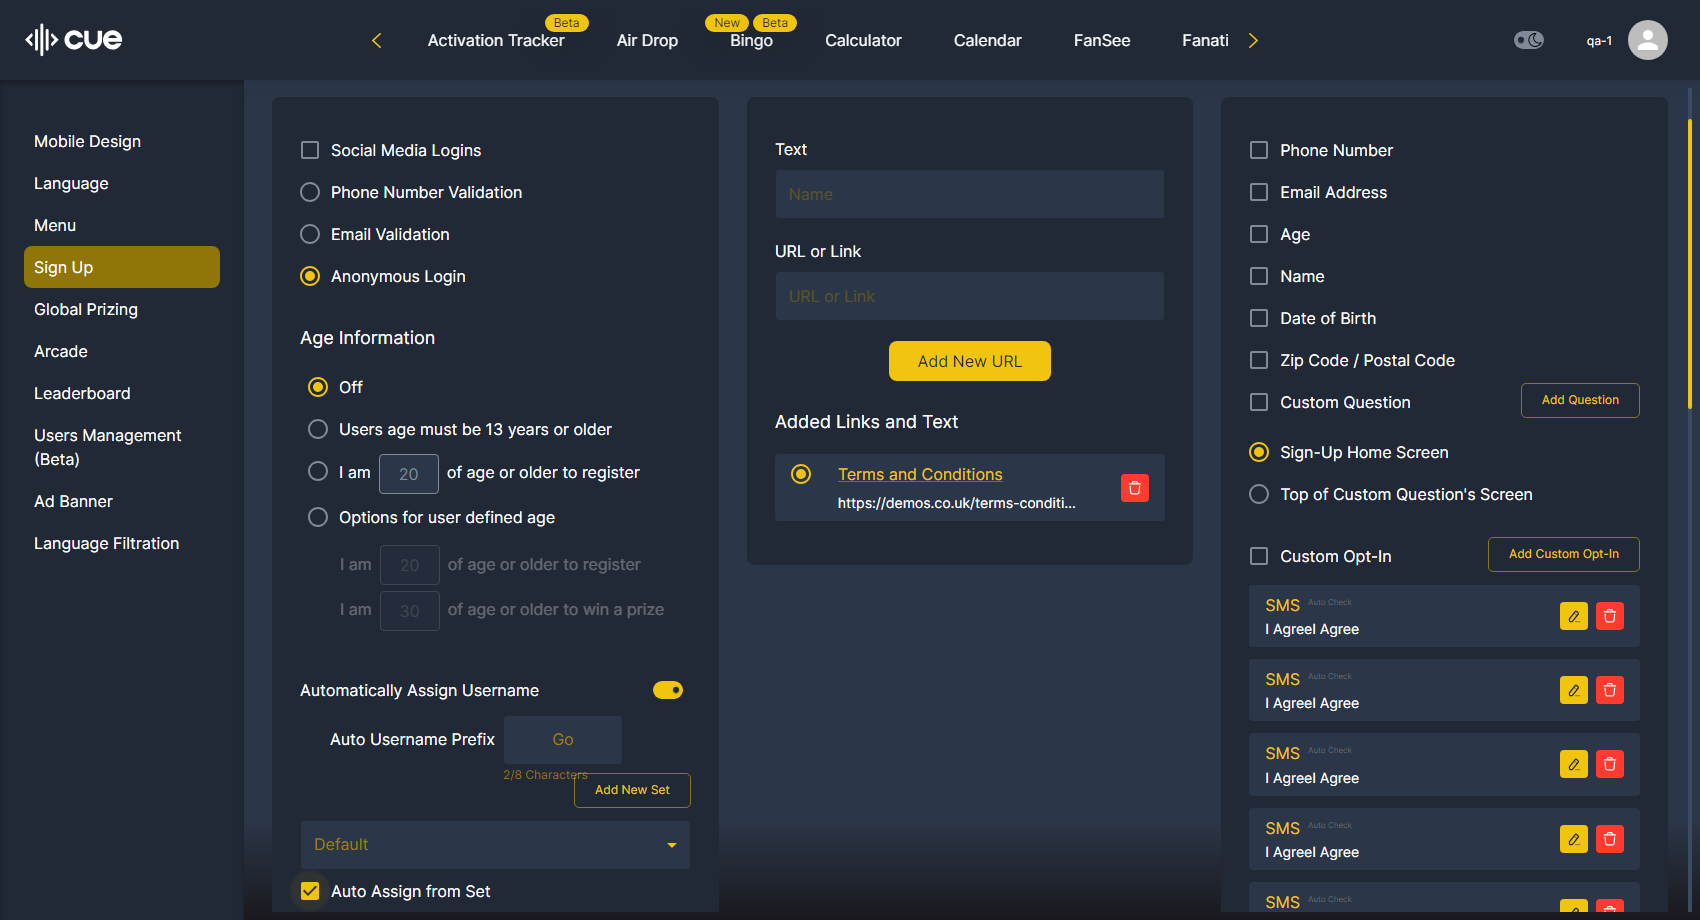 cue
Activation Tracker
Beta
Air Drop
New
Beta
Bingo
Calculator
Calendar
FanSee
Fanati
qa-1
Mobile Design
Language
Menu
Sign Up
Global Prizing
Arcade
Leaderboard
Users Management
(Beta)
Ad Banner
Language Filtration
Social Media Logins
Phone Number Validation
Email Validation
Anonymous Login
Age Information
Off
Users age must be 13 years or older
I am 20 of age or older to register
Options for user defined age
I am 20 of age or older to register
I am 30 of age or older to win a prize
Automatically Assign Username
Auto Username Prefix Go
2/8 Characters
Add New Set
Default
Auto Assign from Set
Text
Name
URL or Link
URL or Link
Add New URL
Added Links and Text
Terms and Conditions
https://demos.co.uk/terms-conditi...
Phone Number
Email Address
Age
Name
Date of Birth
Zip Code / Postal Code
Custom Question
Add Question
Sign-Up Home Screen
Top of Custom Question's Screen
Custom Opt-In
Add Custom Opt-In
SMS Auto Check
I AgreeI Agree
SMS Auto Check
I AgreeI Agree
SMS Auto Check
I AgreeI Agree
SMS Auto Check
I AgreeI Agree
SMS Auto Check